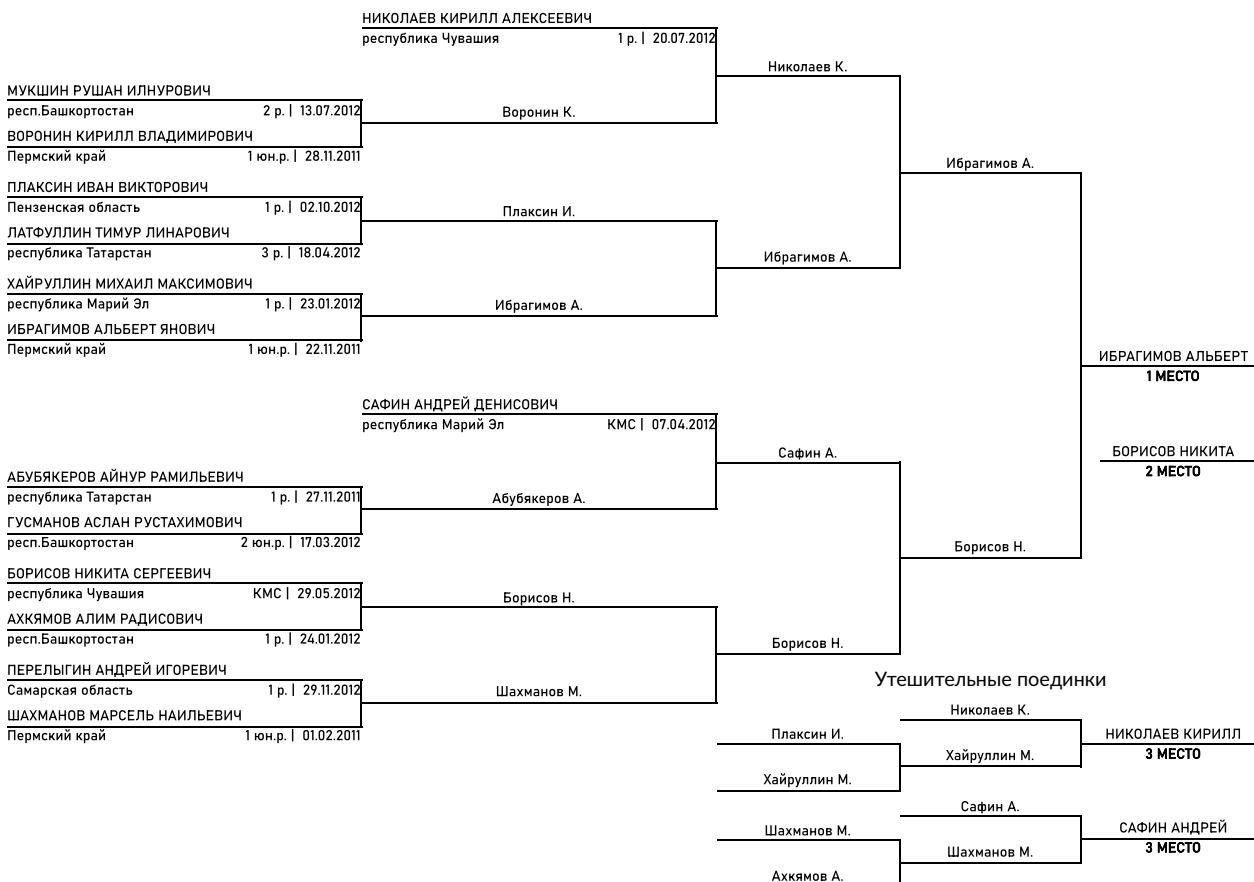 НИКОЛАЕВ КИРИЛЛ АЛЕКСЕЕВИЧ
республика Чувашия 1 р. | 20.07.2012
Николаев К.
МУКШИН РУШАН ИЛНУРОВИЧ
респ.Башкортостан 2 р. | 13.07.2012
Воронин К.
ВОРОНИН КИРИЛЛ ВЛАДИМИРОВИЧ
Пермский край 1 юн.р. | 28.11.2011
Ибрагимов А.
ПЛАКСИН ИВАН ВИКТОРОВИЧ
Пензенская область 1 р. | 02.10.2012
Плаксин И.
ЛАТФУЛЛИН ТИМУР ЛИНАРОВИЧ
республика Татарстан 3 р. | 18.04.2012
Ибрагимов А.
ХАЙРУЛЛИН МИХАИЛ МАКСИМОВИЧ
республика Марий Эл 1 р. | 23.01.2012
Ибрагимов А.
ИБРАГИМОВ АЛЬБЕРТ ЯНОВИЧ
Пермский край 1 юн.р. | 22.11.2011
ИБРАГИМОВ АЛЬБЕРТ
1 МЕСТО
САФИН АНДРЕЙ ДЕНИСОВИЧ
республика Марий Эл КМС | 07.04.2012
Сафин А.
БОРИСОВ НИКИТА
2 МЕСТО
АБУБЯКЕРОВ АЙНУР РАМИЛЬЕВИЧ
республика Татарстан 1 р. | 27.11.2011
Абубякеров А.
ГУСМАНОВ АСЛАН РУСТАХИМОВИЧ
респ.Башкортостан 2 юн.р. | 17.03.2012
Борисов Н.
БОРИСОВ НИКИТА СЕРГЕЕВИЧ
республика Чувашия КМС | 29.05.2012
Борисов Н.
АХКЯМОВ АЛИМ РАДИСОВИЧ
респ.Башкортостан 1 р. | 24.01.2012
Борисов Н.
ПЕРЕЛЫГИН АНДРЕЙ ИГОРЕВИЧ
Самарская область 1 р. | 29.11.2012
Шахманов М.
ШАХМАНОВ МАРСЕЛЬ НАИЛЬЕВИЧ
Пермский край 1 юн.р. | 01.02.2011
Утешительные поединки
Николаев К.
Плаксин И.
НИКОЛАЕВ КИРИЛЛ
3 МЕСТО
Хайруллин М.
Хайруллин М.
Сафин А.
Шахманов М.
САФИН АНДРЕЙ
3 МЕСТО
Шахманов М.
Ахкямов А.